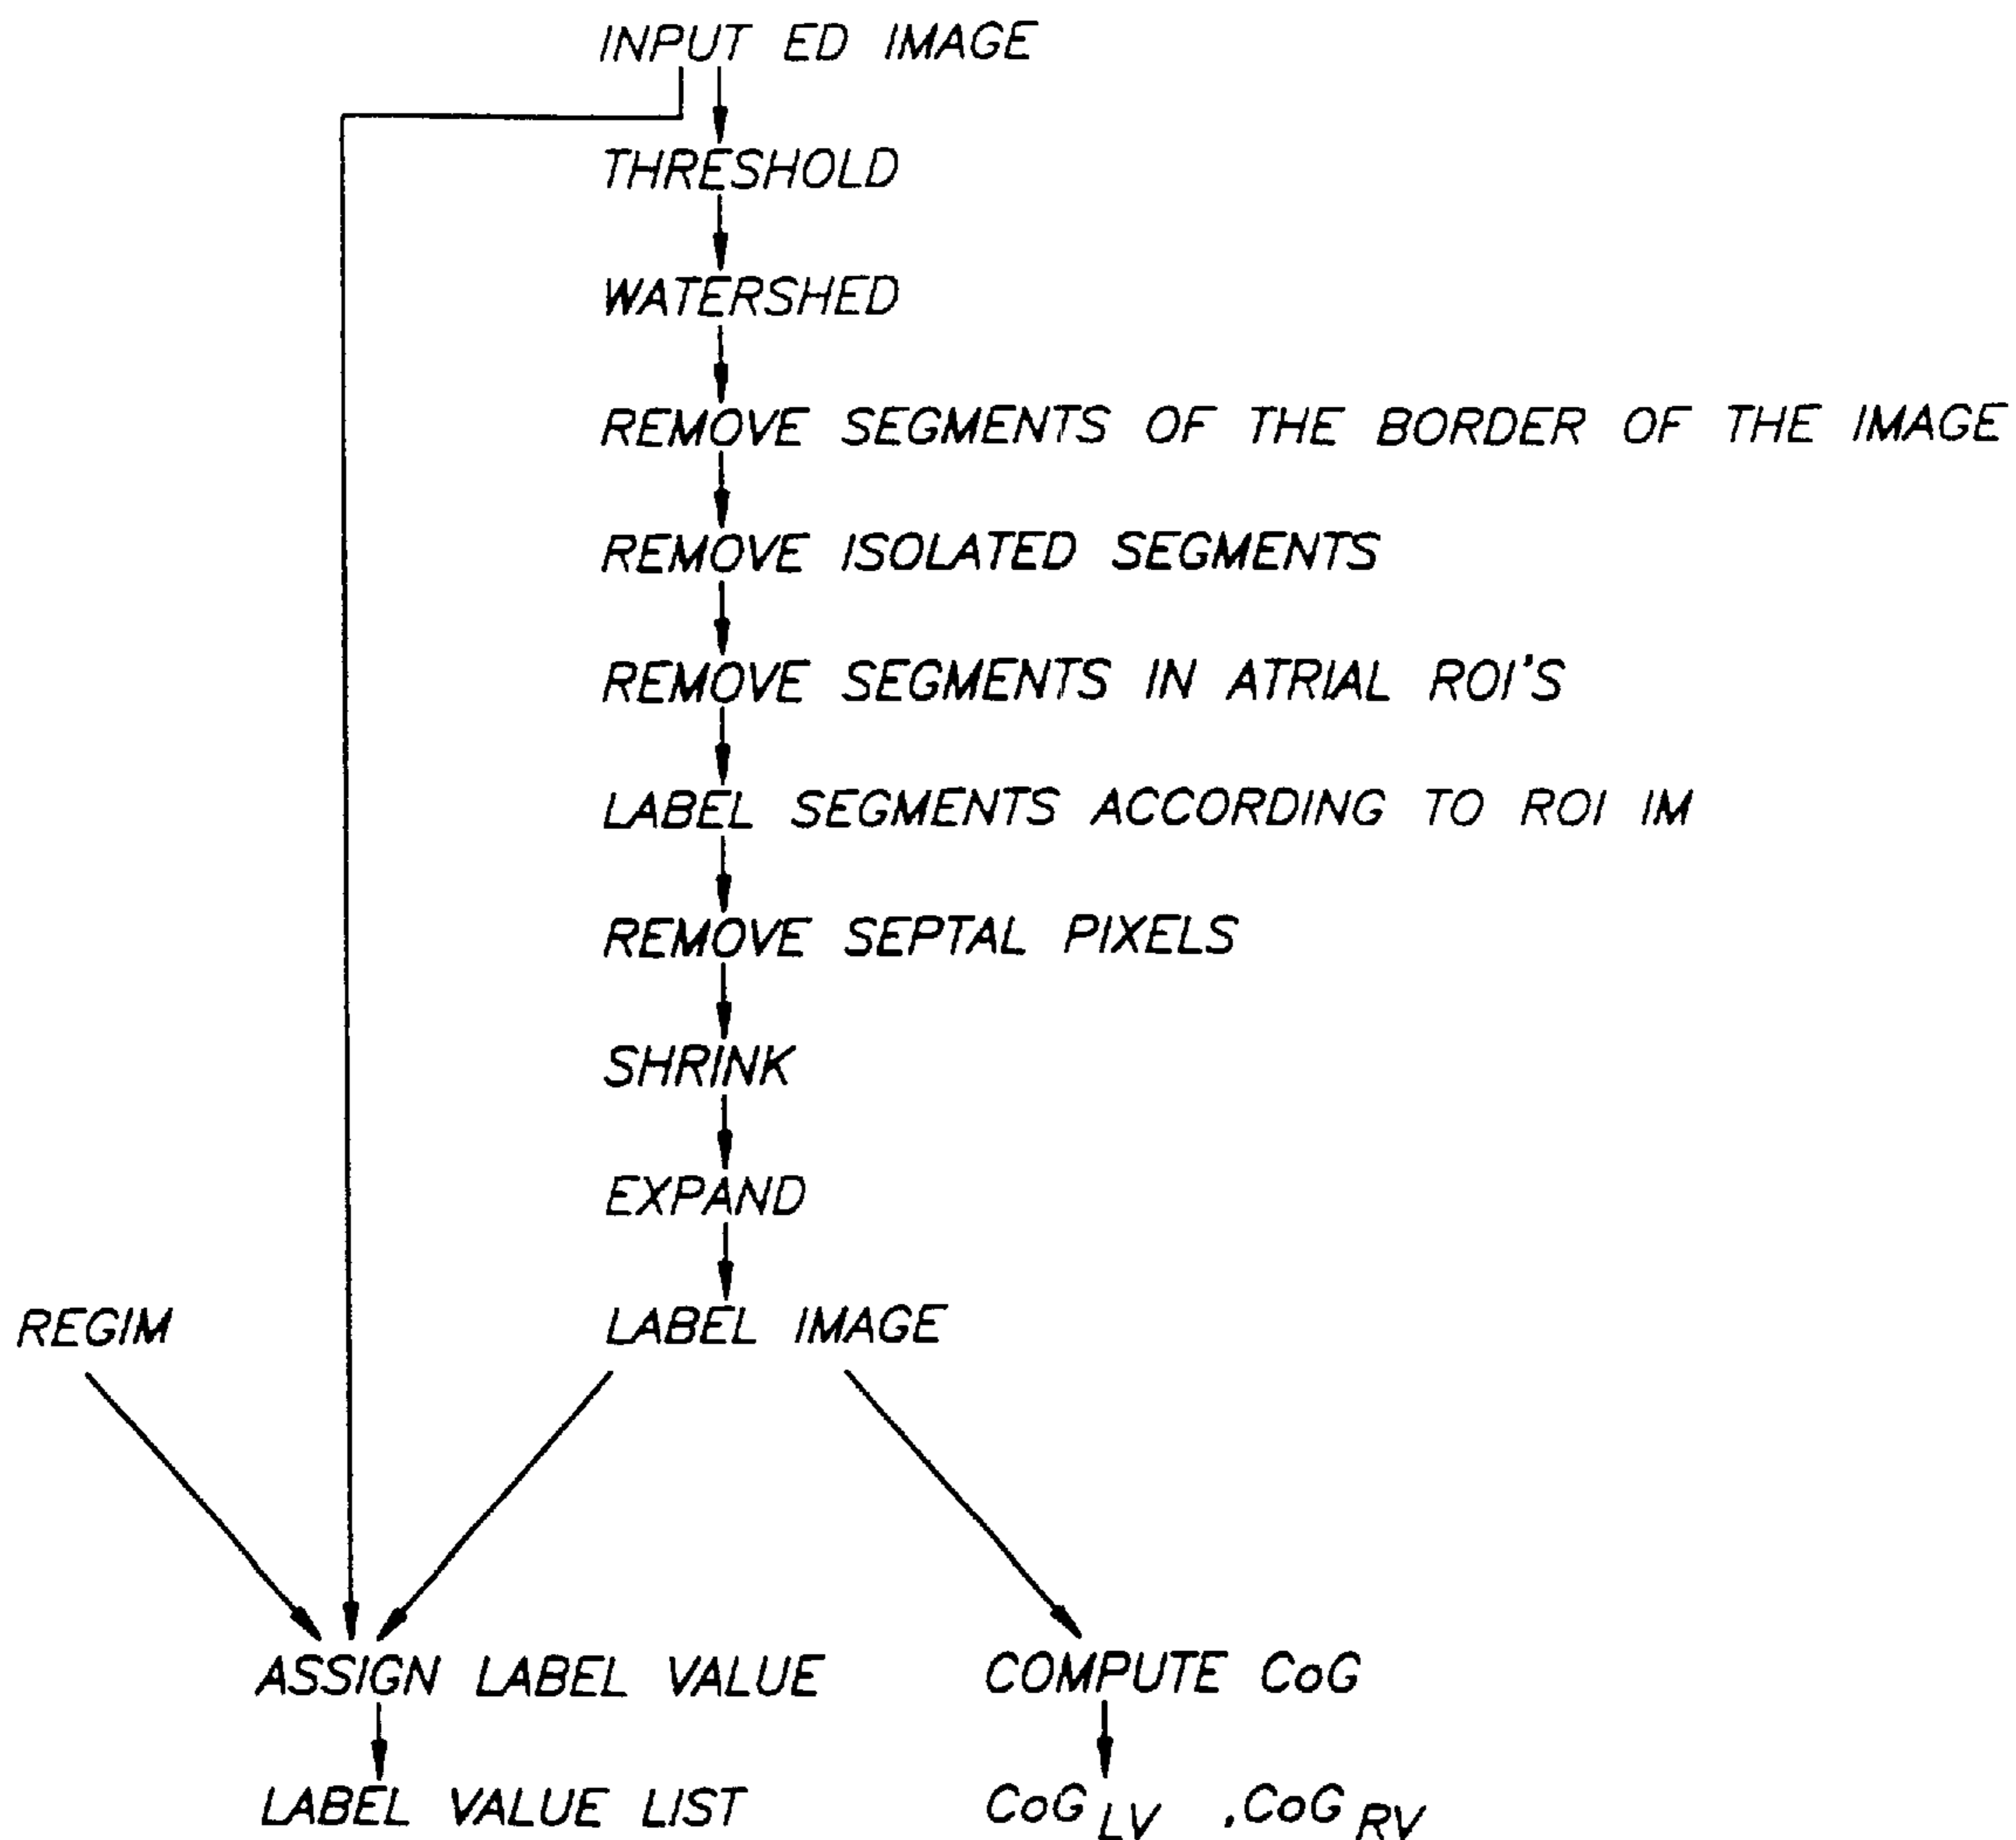 INPUT ED IMAGE
THRESHOLD
WATERSHED
REMOVE SEGMENTS OF THE BORDER OF THE IMAGE
REMOVE ISOLATED SEGMENTS
REMOVE SEGMENTS IN ATRIAL ROI'S
LABEL SEGMENTS ACCORDING TO ROI IM
REMOVE SEPTAL PIXELS
SHRINK
EXPAND
REGIM LABEL IMAGE
ASSIGN LABEL VALUE COMPUTE CoG
LABEL VALUE LIST CoG LV , CoG RV